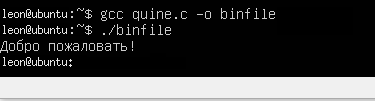 leon@ubuntu:~$ gcc quine.c -o binfile
leon@ubuntu:~$ ./binfile
Добро пожаловать!
leon@ubuntu: